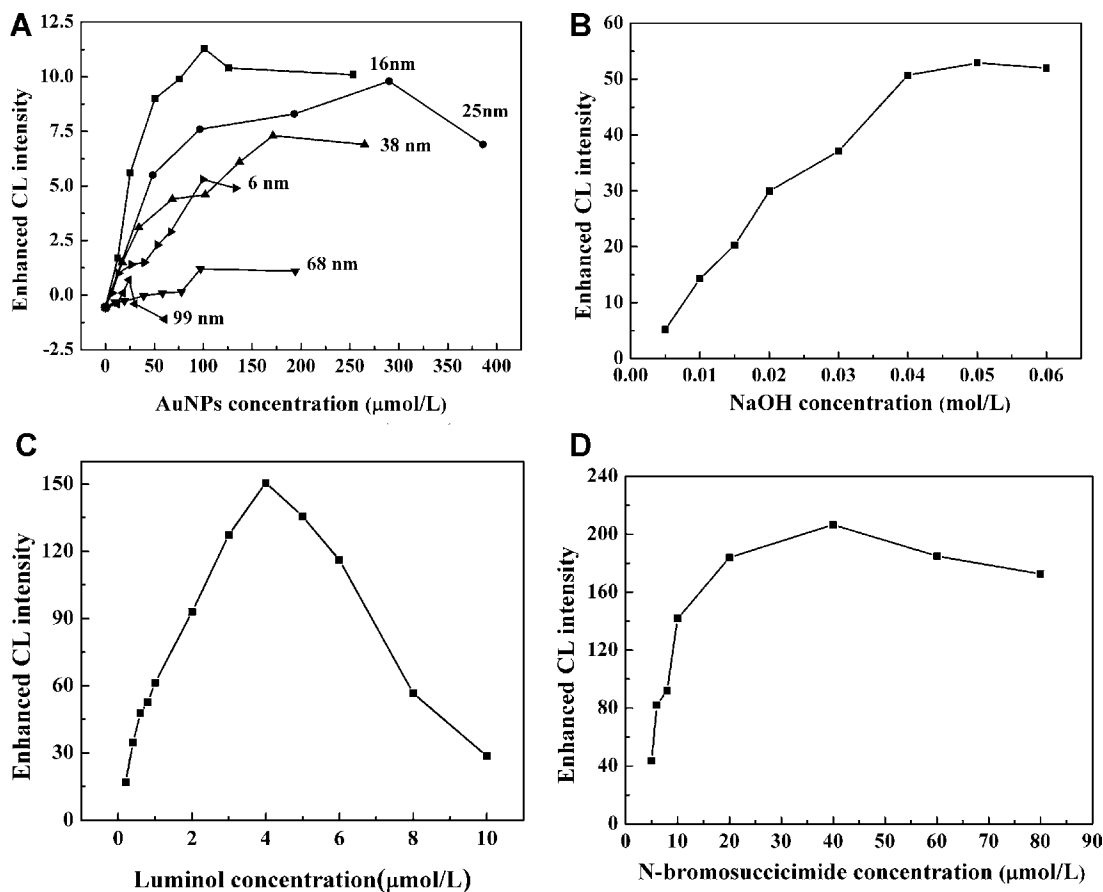 A
Enhanced CL intensity
12.5
10.0
7.5
5.0
2.5
0.0
-2.5
16nm
25nm
38 nm
6 nm
68 nm
99 nm
0 50 100 150 200 250 300 350 400
AuNPs concentration (μmol/L)
B
Enhanced CL intensity
60
50
40
30
20
10
0
0.00 0.01 0.02 0.03 0.04 0.05 0.06
NaOH concentration (mol/L)
C
Enhanced CL intensity
150
120
90
60
30
0
0 2 4 6 8 10
Luminol concentration(μmol/L)
D
Enhanced CL intensity
240
200
160
120
80
40
0
0 10 20 30 40 50 60 70 80 90
N-bromosuccicimide concentration (μmol/L)